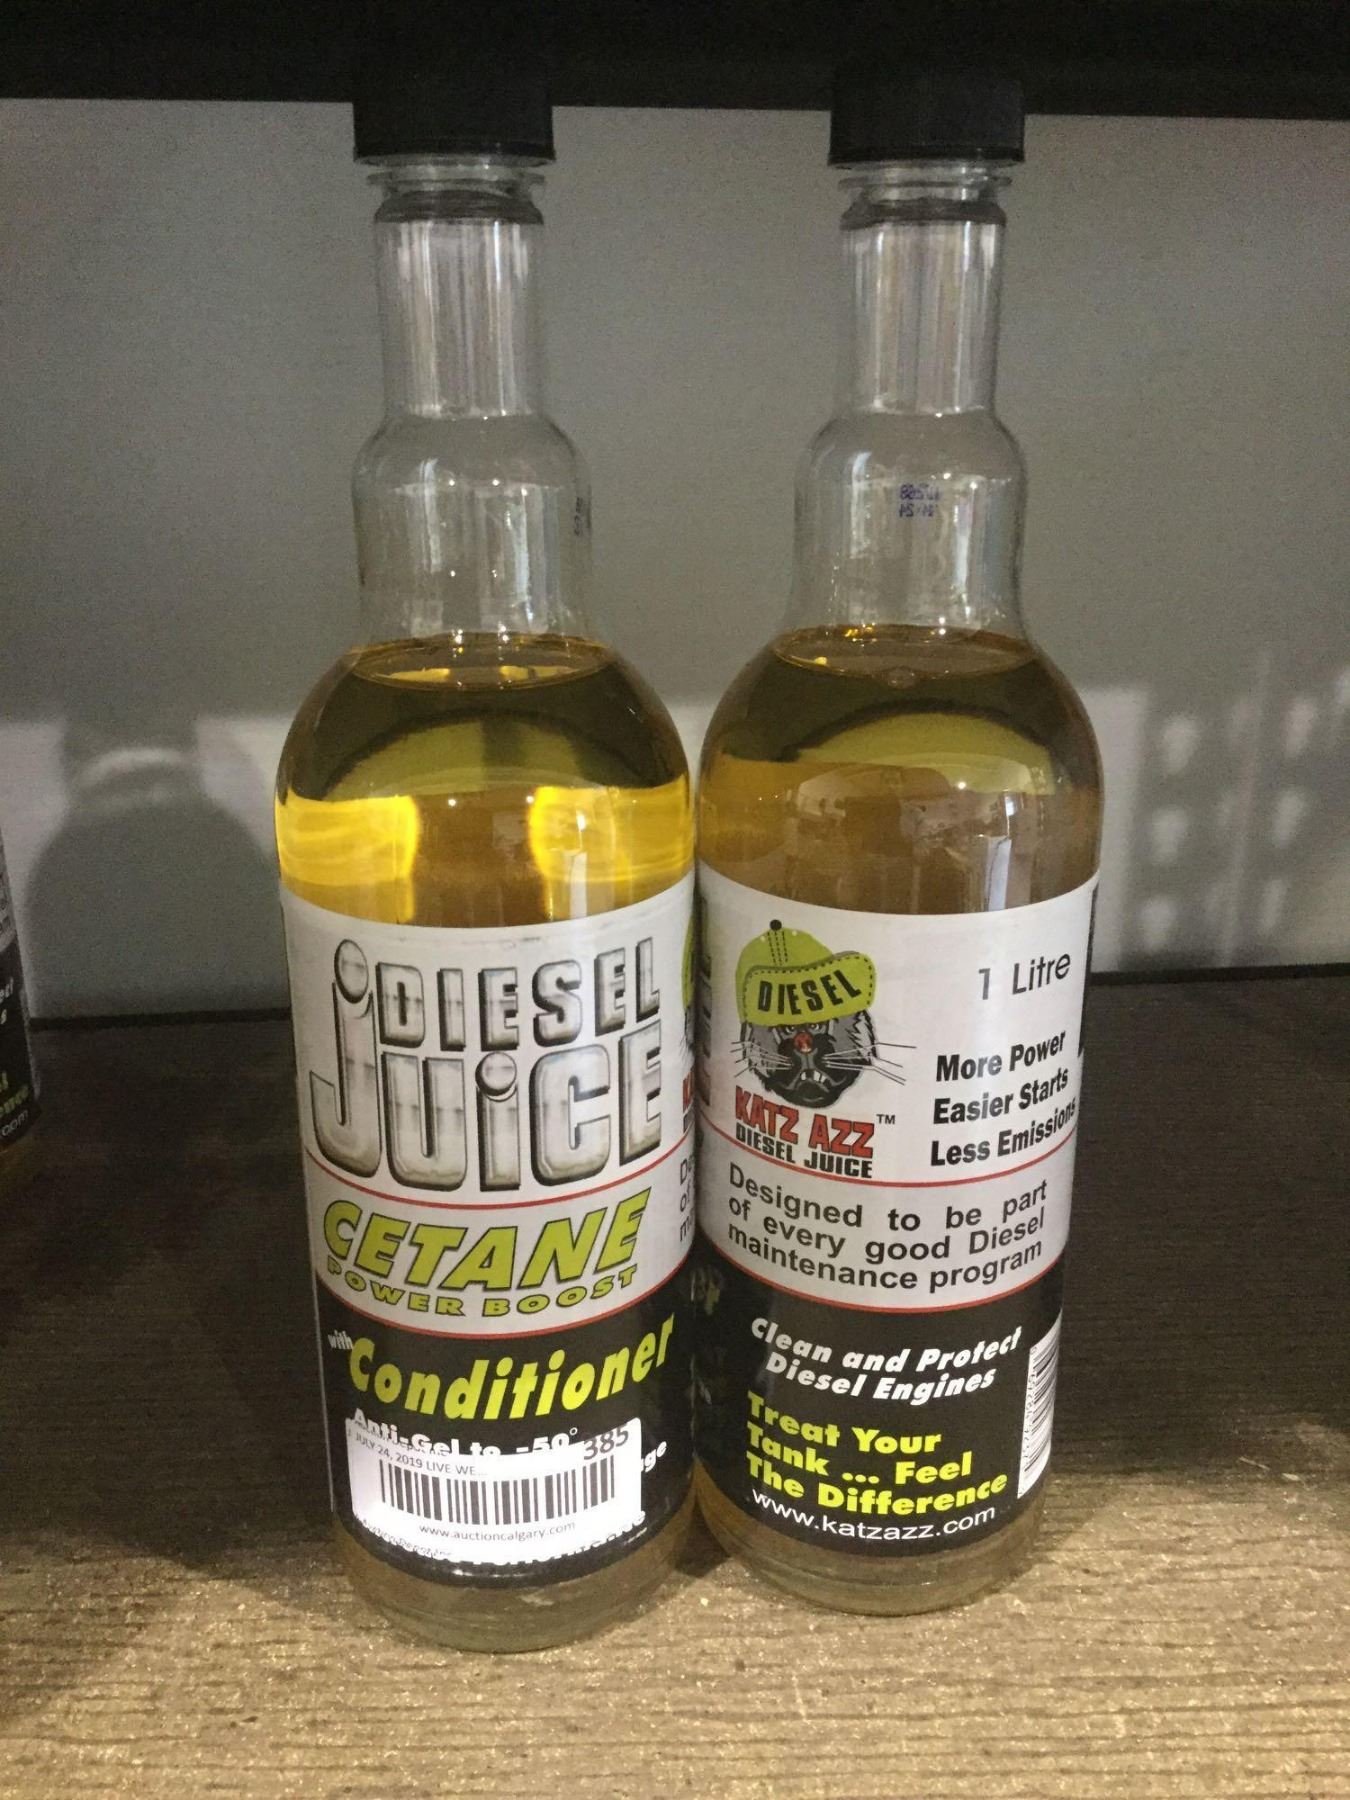 DIESEL
JUiCE
CETANE
POWER BOOST
with Conditioner
Anti-Gel to -50°
385
JULY 24, 2019 LIVE WE...
www.auctioncalgary.com
DIESEL
KATZ AZZ™
DIESEL JUICE
1 Litre
More Power
Easier Starts
Less Emissions
Designed to be part
of every good Diesel
maintenance program
Clean and Protect
Diesel Engines
Treat Your
Tank ... Feel
The Difference
www.katzazz.com